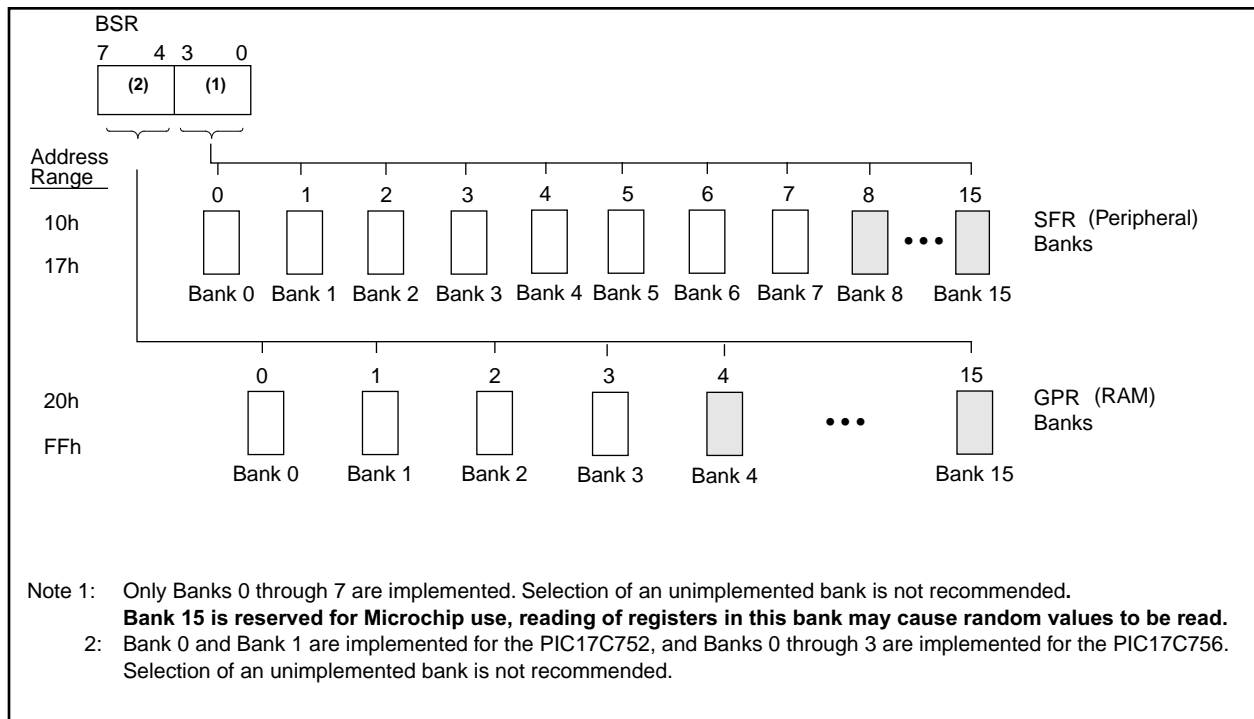 BSR
7 4 3 0
(2) (1)
Address
Range
0 1 2 3 4 5 6 7 8 15
10h
17h
SFR (Peripheral)
Banks
•••
Bank 0 Bank 1 Bank 2 Bank 3 Bank 4 Bank 5 Bank 6 Bank 7 Bank 8 Bank 15
0 1 2 3 4 15
20h
FFh
GPR (RAM)
Banks
•••
Bank 0 Bank 1 Bank 2 Bank 3 Bank 4 Bank 15
Note 1: Only Banks 0 through 7 are implemented. Selection of an unimplemented bank is not recommended.
Bank 15 is reserved for Microchip use, reading of registers in this bank may cause random values to be read.
2: Bank 0 and Bank 1 are implemented for the PIC17C752, and Banks 0 through 3 are implemented for the PIC17C756.
Selection of an unimplemented bank is not recommended.